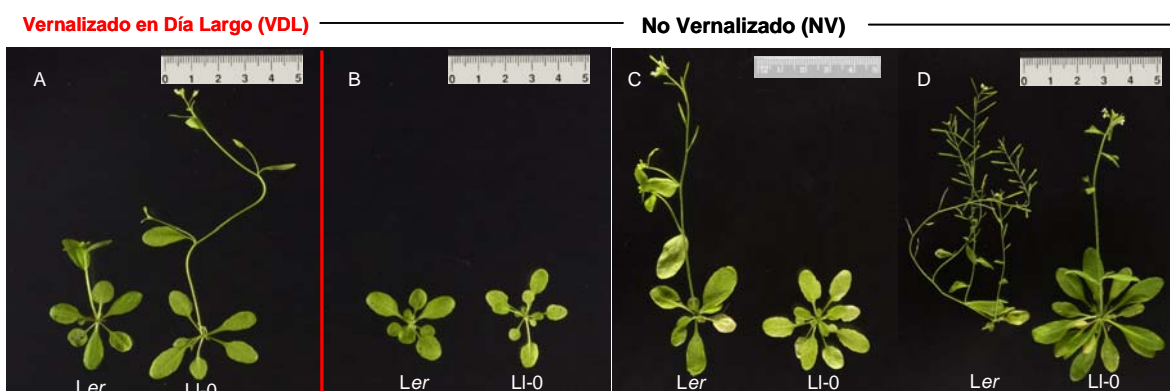 Vernalizado en Día Largo (VDL)
No Vernalizado (NV)
A
0 1 2 3 4 5
B
0 1 2 3 4 5
C
D
0 1 2 3 4 5
Ler
Ll-0
Ler
Ll-0
Ler
Ll-0
Ler
Ll-0